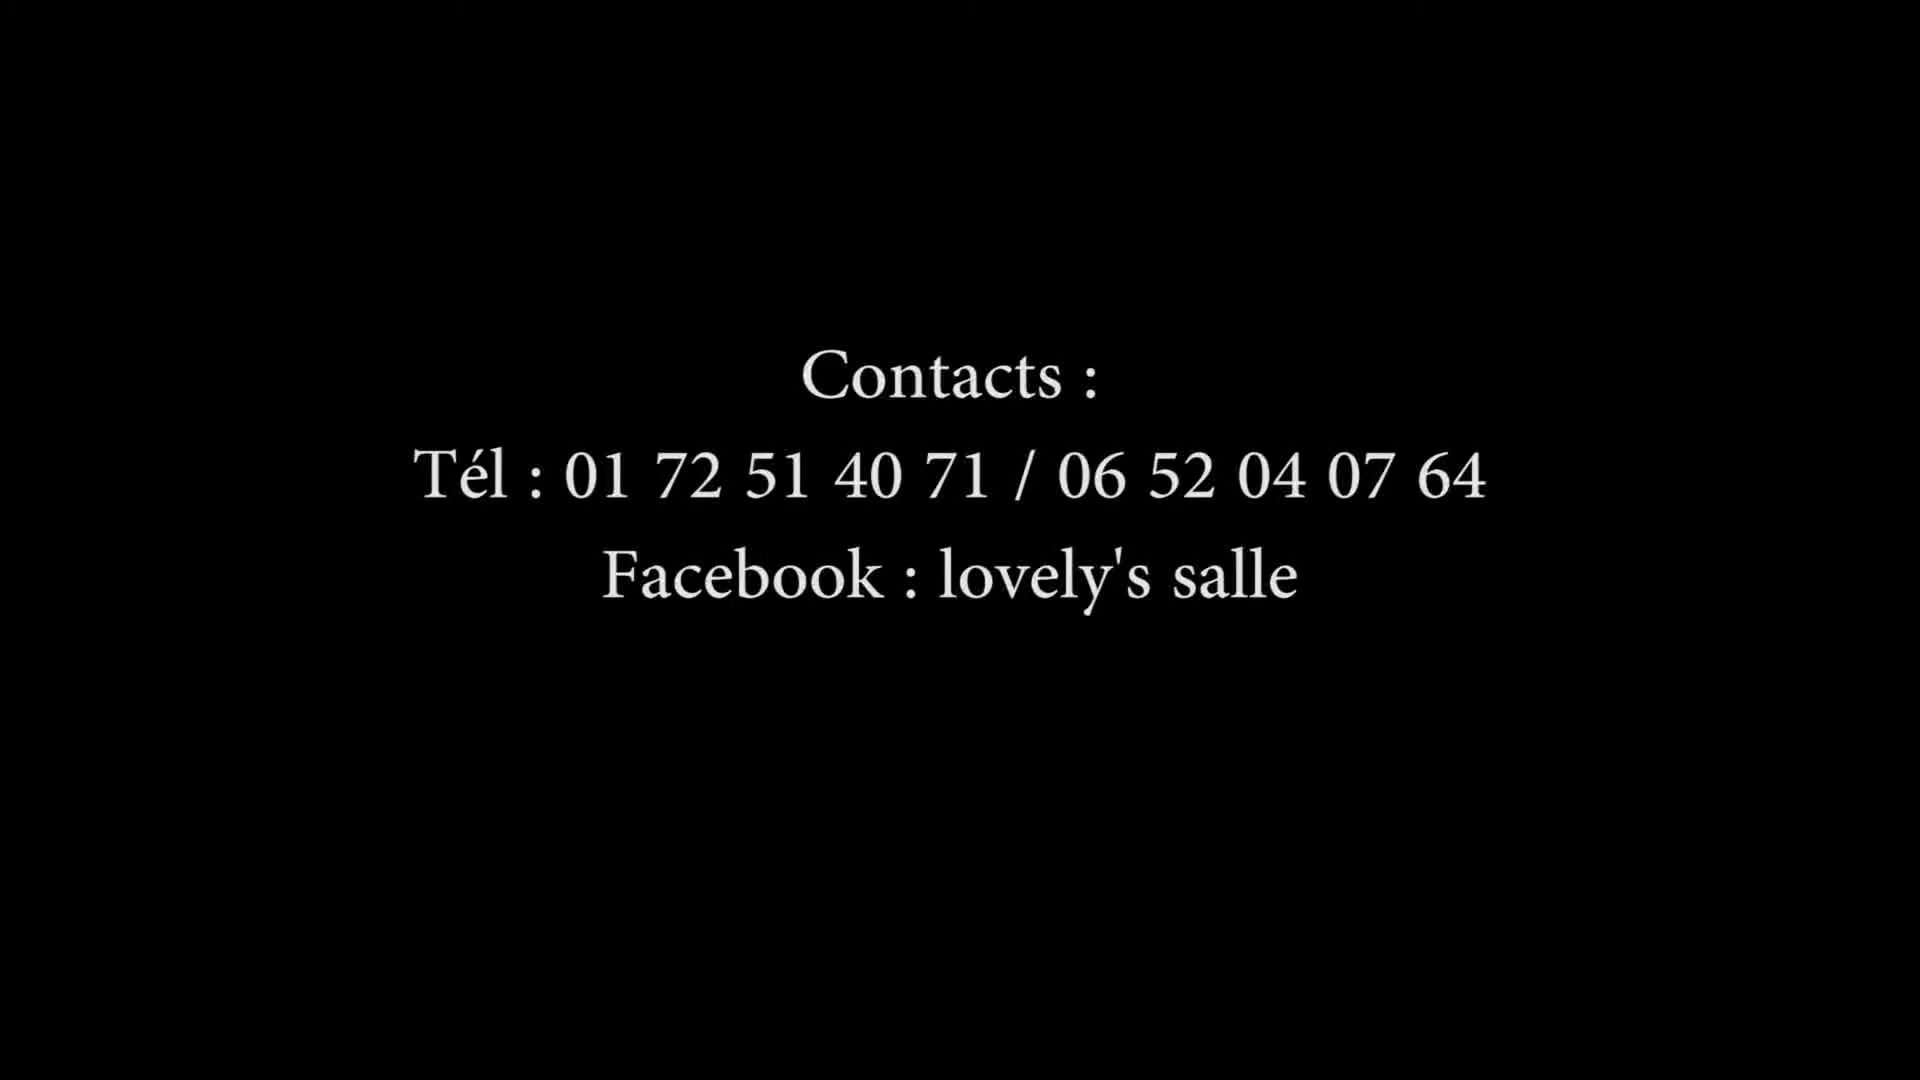 Contacts :
Tél : 01 72 51 40 71 / 06 52 04 07 64
Facebook : lovely's salle